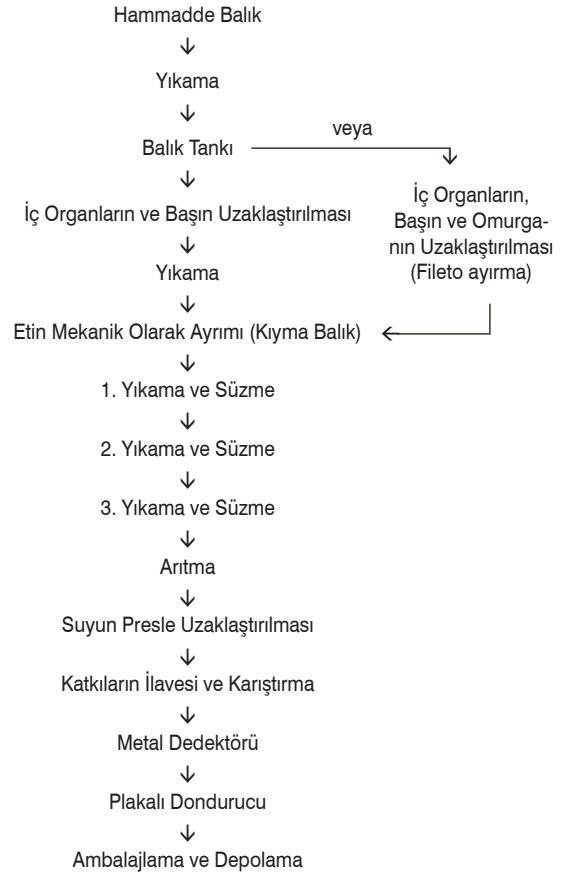 Hammadde Balık
Yıkama
Balık Tankı
veya
İç Organların,
Başın ve Omurga-
nın Uzaklaştırılması
(Fileto ayırma)
İç Organların ve Başın Uzaklaştırılması
Yıkama
Etin Mekanik Olarak Ayrımı (Kıyma Balık)
1. Yıkama ve Süzme
2. Yıkama ve Süzme
3. Yıkama ve Süzme
Arıtma
Suyun Presle Uzaklaştırılması
Katkıların İlavesi ve Karıştırma
Metal Dedektörü
Plakalı Dondurucu
Ambalajlama ve Depolama